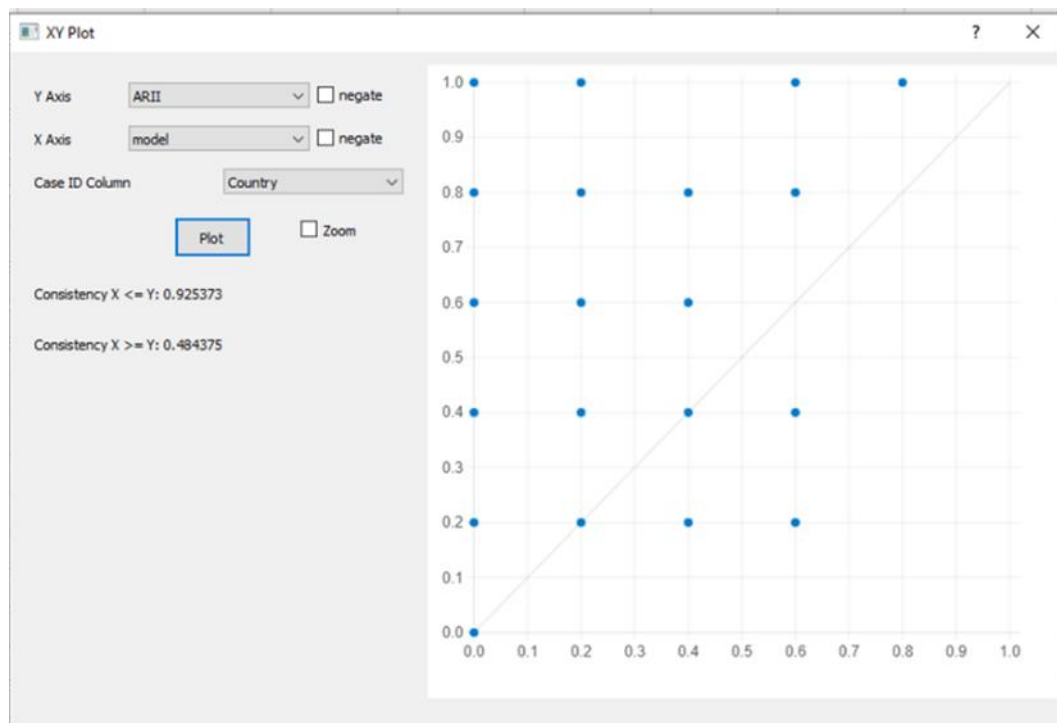 XY Plot
?
Y Axis ARII negate
X Axis model negate
Case ID Column Country
Plot Zoom
Consistency X <= Y: 0.925373
Consistency X >= Y: 0.484375
1.0
0.9
0.8
0.7
0.6
0.5
0.4
0.3
0.2
0.1
0.0
0.0 0.1 0.2 0.3 0.4 0.5 0.6 0.7 0.8 0.9 1.0